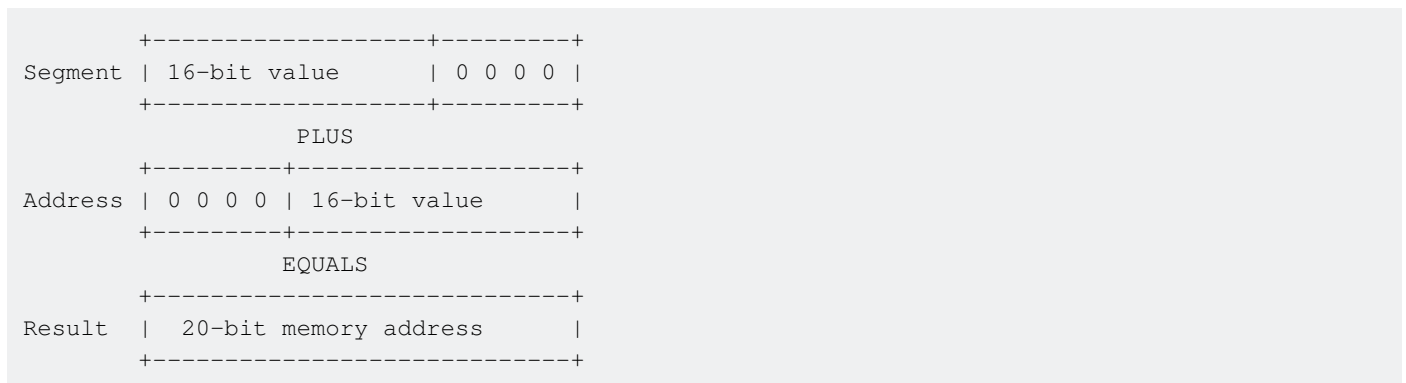 +-------------------+---------+
Segment | 16-bit value      | 0 0 0 0 |
        +-------------------+---------+
                   PLUS
        +---------+-------------------+
Address | 0 0 0 0 | 16-bit value      |
        +---------+-------------------+
                  EQUALS
        +-----------------------------+
Result  |  20-bit memory address      |
        +-----------------------------+